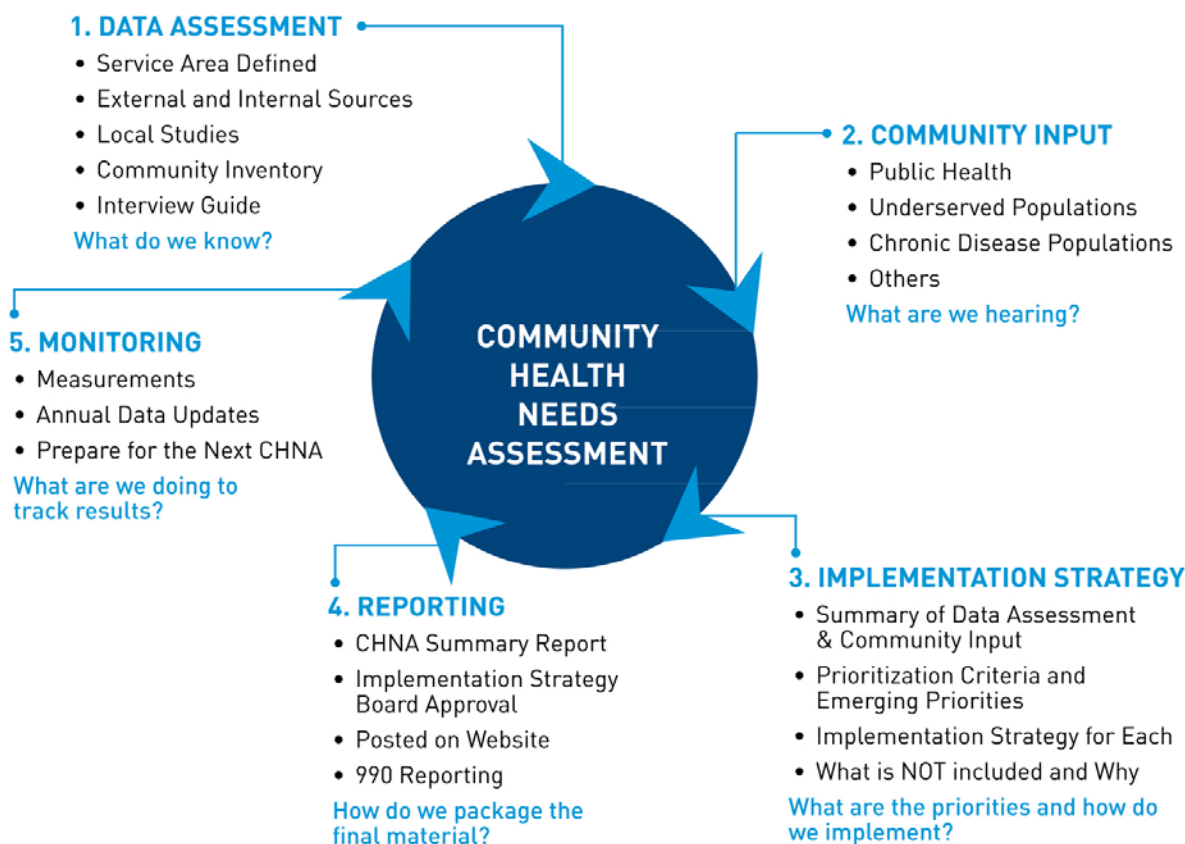 1. DATA ASSESSMENT
• Service Area Defined
• External and Internal Sources
• Local Studies
• Community Inventory
• Interview Guide
What do we know?
2. COMMUNITY INPUT
• Public Health
• Underserved Populations
• Chronic Disease Populations
• Others
What are we hearing?
COMMUNITY
HEALTH
NEEDS
ASSESSMENT
3. IMPLEMENTATION STRATEGY
• Summary of Data Assessment
& Community Input
• Prioritization Criteria and
Emerging Priorities
• Implementation Strategy for Each
• What is NOT included and Why
What are the priorities and how do
we implement?
4. REPORTING
• CHNA Summary Report
• Implementation Strategy
Board Approval
• Posted on Website
• 990 Reporting
How do we package the
final material?
5. MONITORING
• Measurements
• Annual Data Updates
• Prepare for the Next CHNA
What are we doing to
track results?